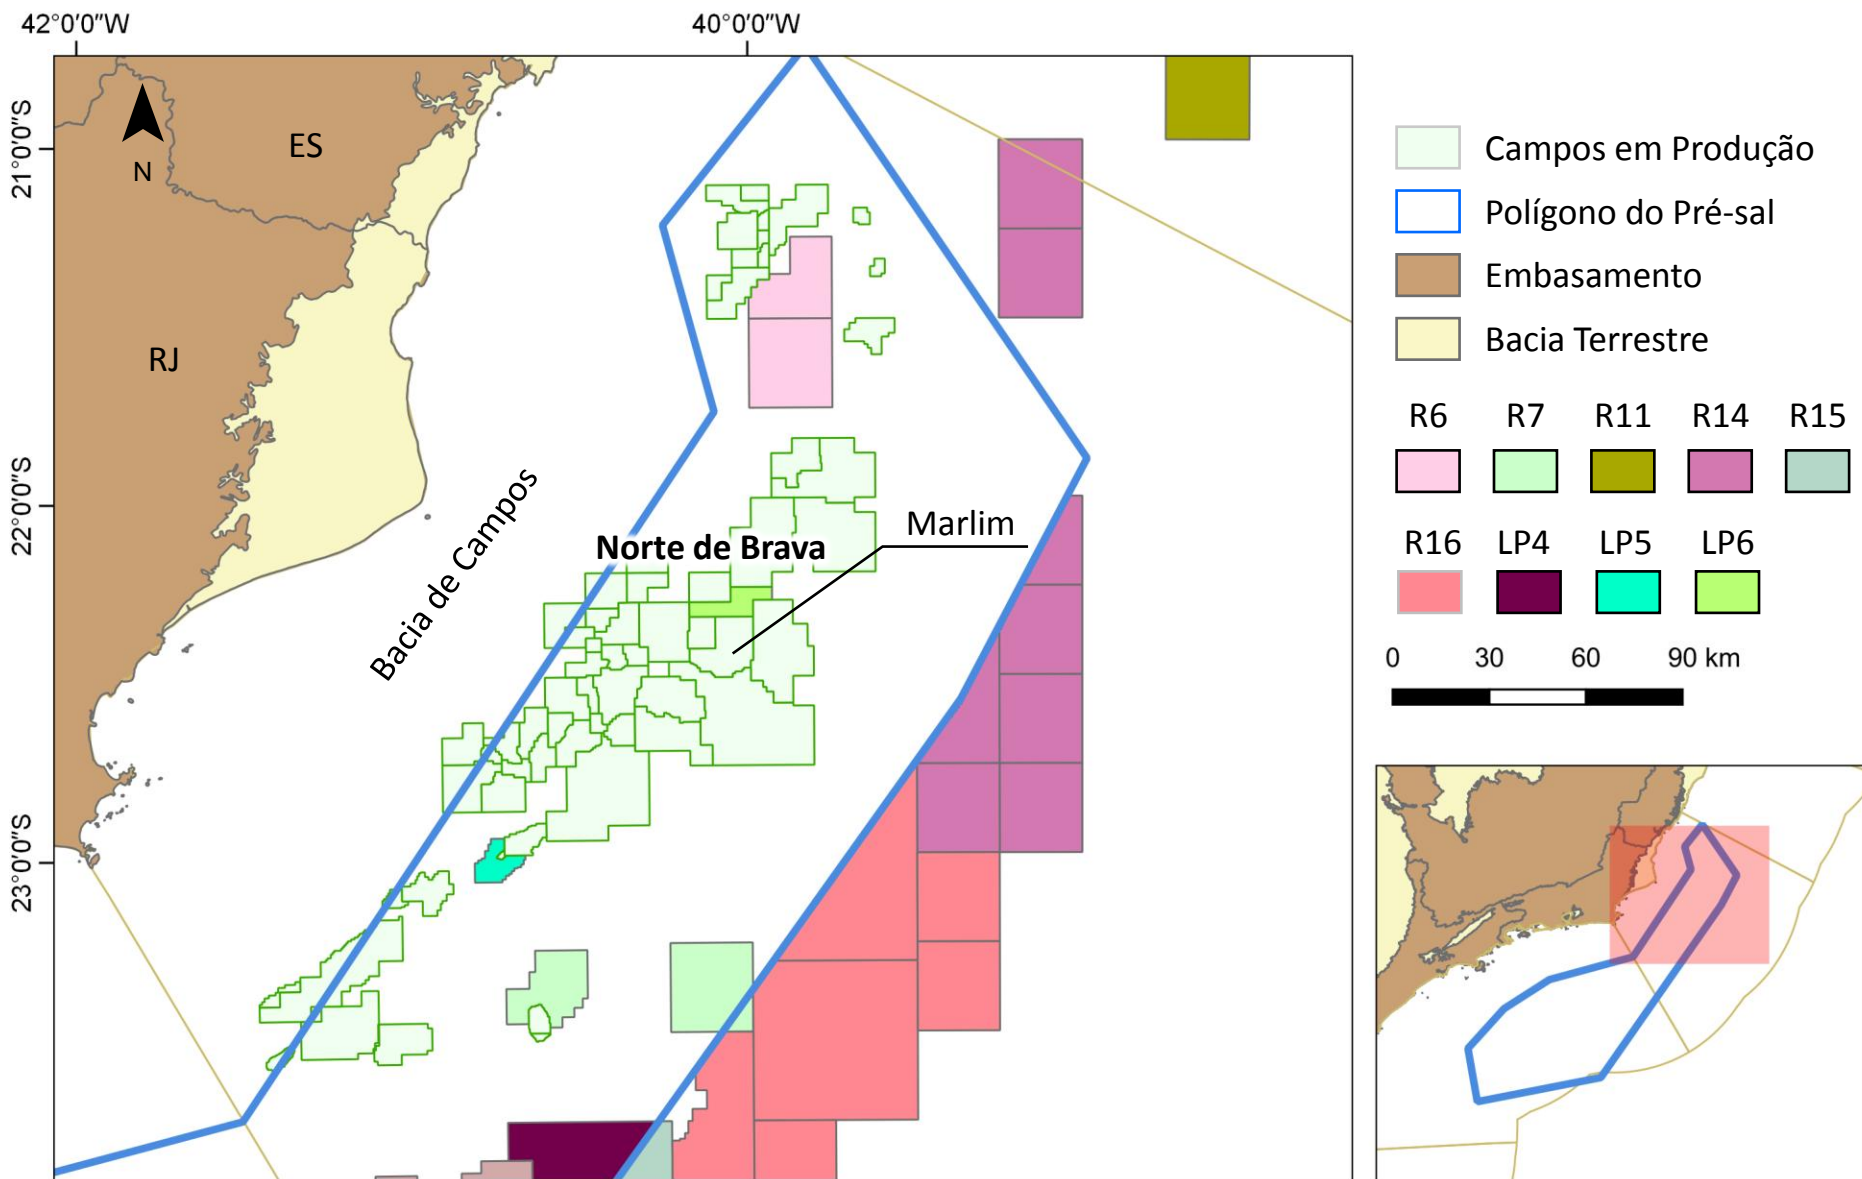 42°0'0"W
40°0'0"W
21°0'0"S
22°0'0"S
23°0'0"S
N
ES
RJ
Bacia de Campos
Norte de Brava
Marlim
Campos em Produção
Polígono do Pré-sal
Embasamento
Bacia Terrestre
R6 R7 R11 R14 R15
R16 LP4 LP5 LP6
0 30 60 90 km